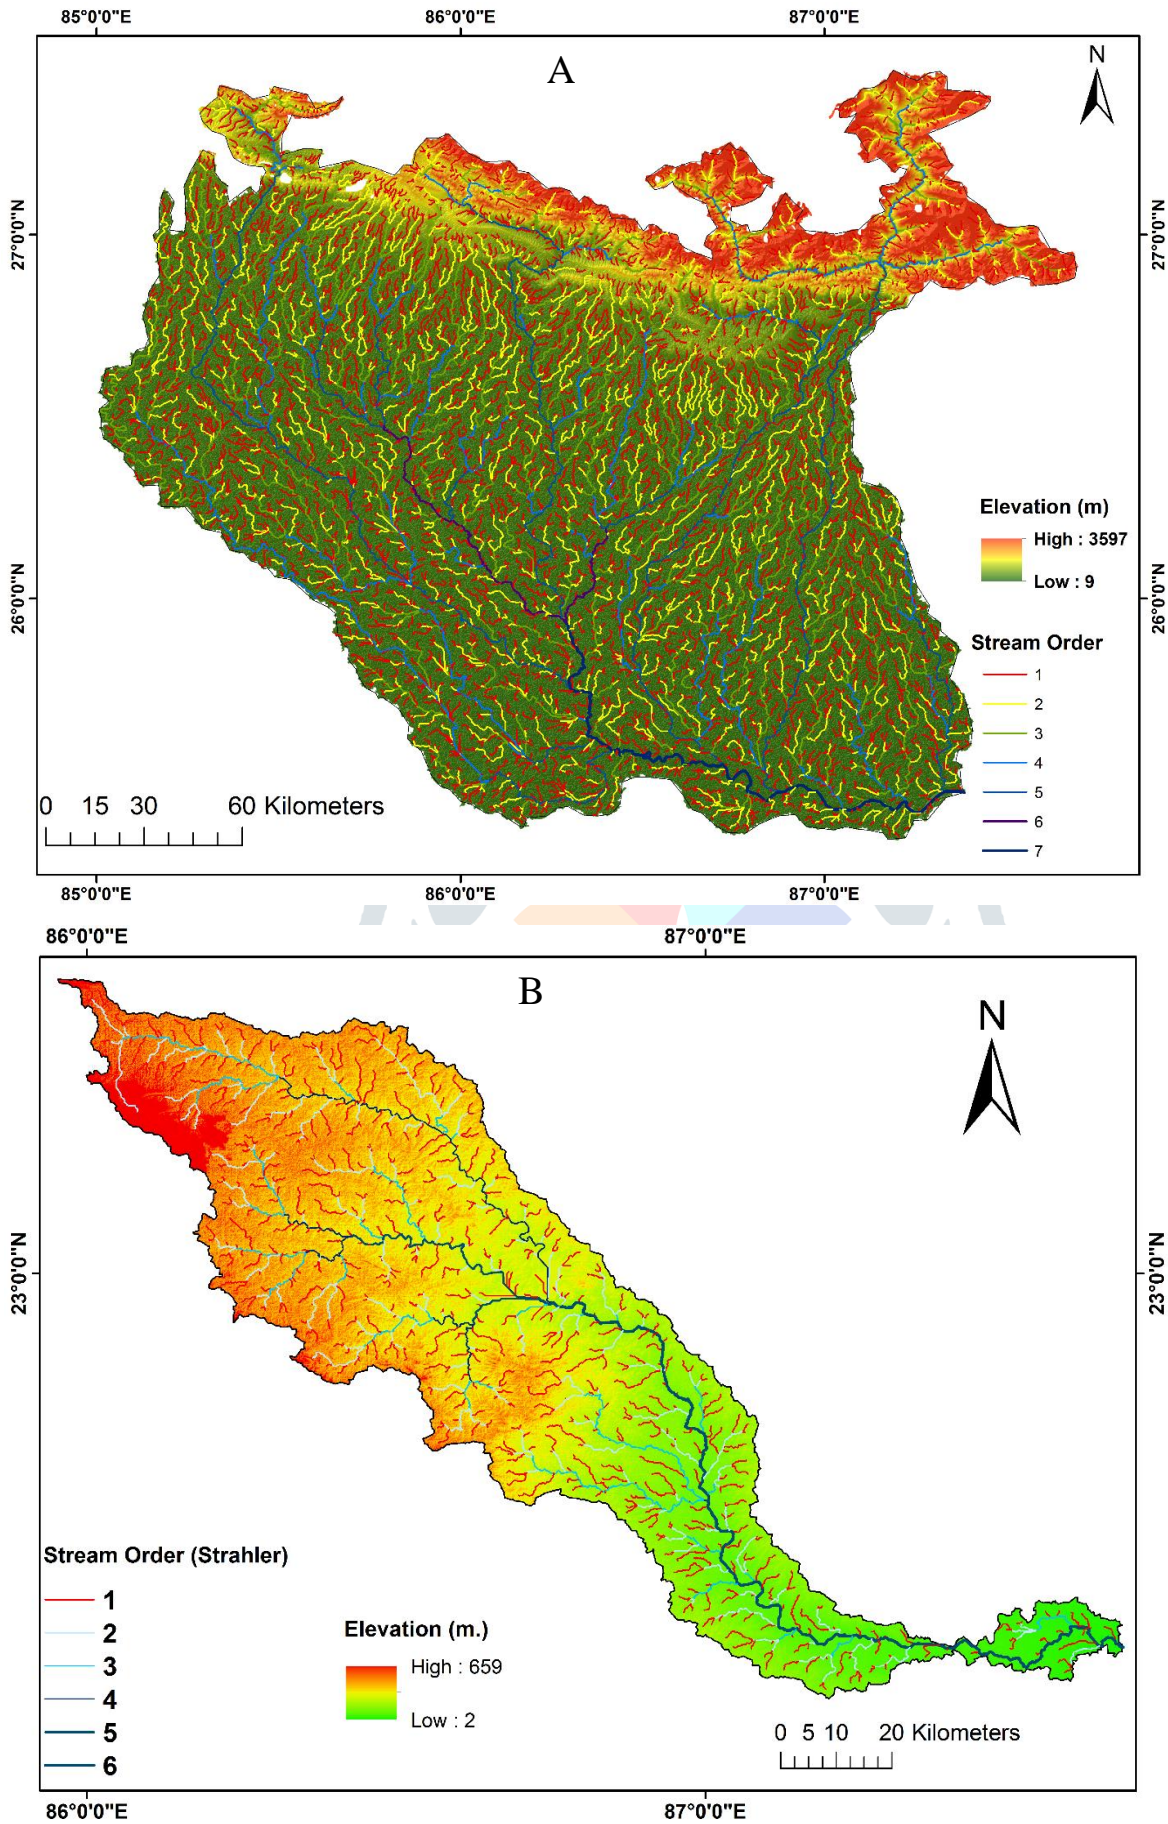 85°0'0"E 86°0'0"E 87°0'0"E
A
N
27°0'0"N 27°0'0"N
Elevation (m)
High : 3597
Low : 9
26°0'0"N 26°0'0"N
Stream Order
1
2
3
4
5
6
7
0 15 30 60 Kilometers
85°0'0"E 86°0'0"E 87°0'0"E
86°0'0"E 87°0'0"E
B
N
23°0'0"N 23°0'0"N
Stream Order (Strahler)
1
2
3
4
5
6
Elevation (m.)
High : 659
Low : 2
0 5 10 20 Kilometers
86°0'0"E 87°0'0"E